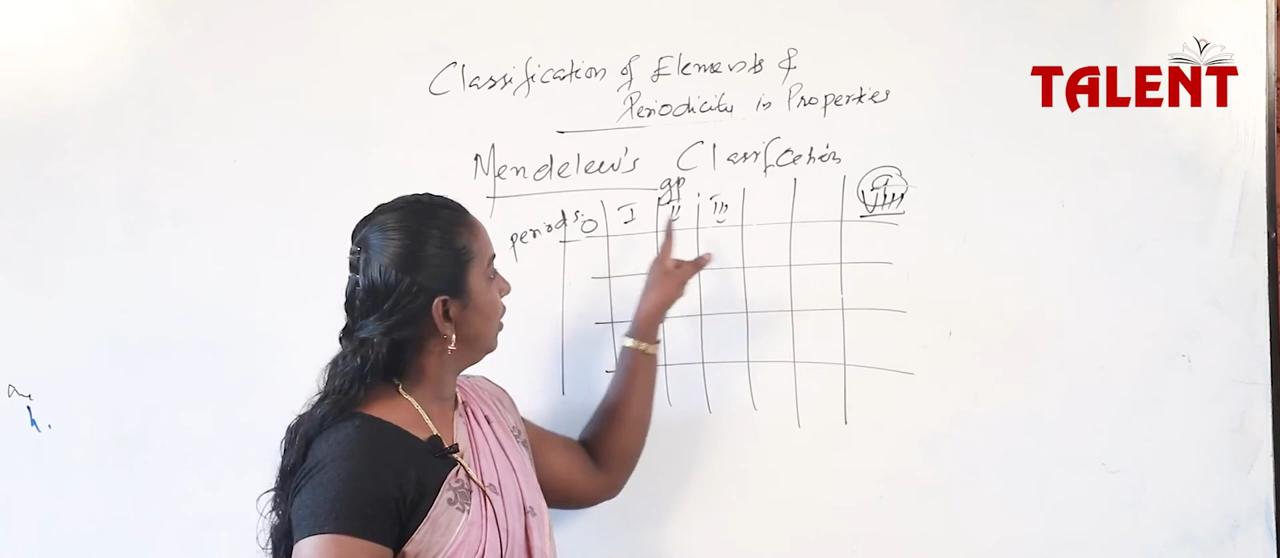 TALENT
Classification of Elements &
Periodicity in Properties
Mendeleev's Classification
gp
periods 0 I II III VIII
h.